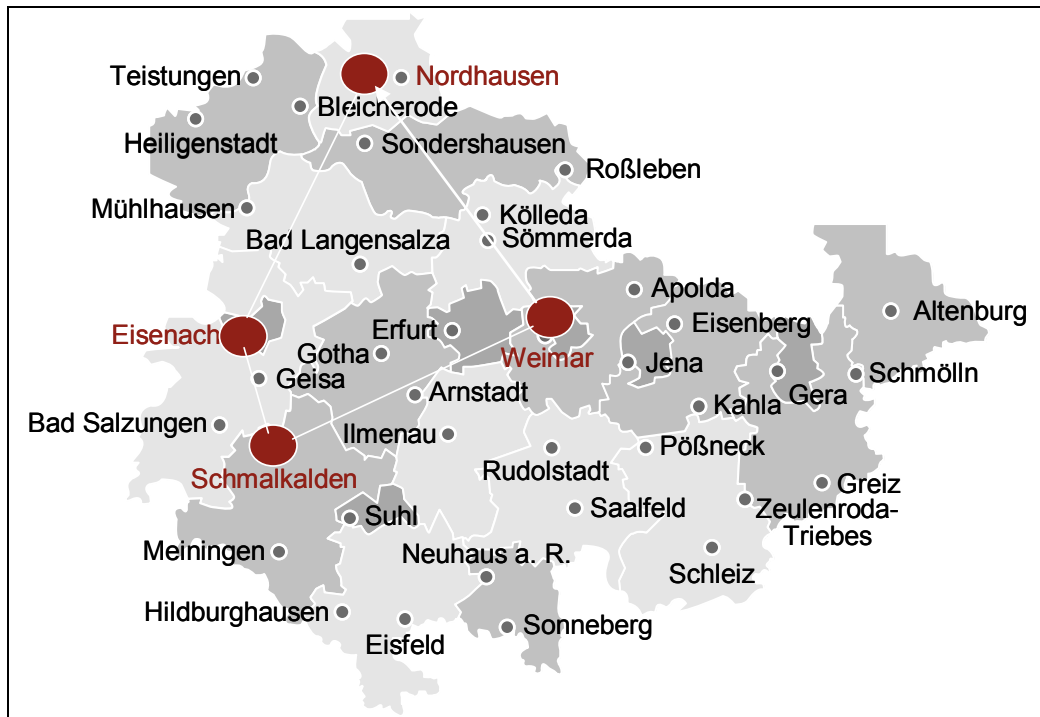 Teistungen
Nordhausen
Bleicherode
Heiligenstadt
Sondershausen
Roßleben
Mühlhausen
Kölleda
Bad Langensalza
Sömmerda
Apolda
Altenburg
Eisenach
Erfurt
Eisenberg
Gotha
Weimar
Jena
Geisa
Schmölln
Gera
Arnstadt
Kahla
Bad Salzungen
Ilmenau
Pößneck
Rudolstadt
Schmalkalden
Greiz
Saalfeld
Zeulenroda-
Triebes
Suhl
Meiningen
Neuhaus a. R.
Schleiz
Hildburghausen
Sonneberg
Eisfeld